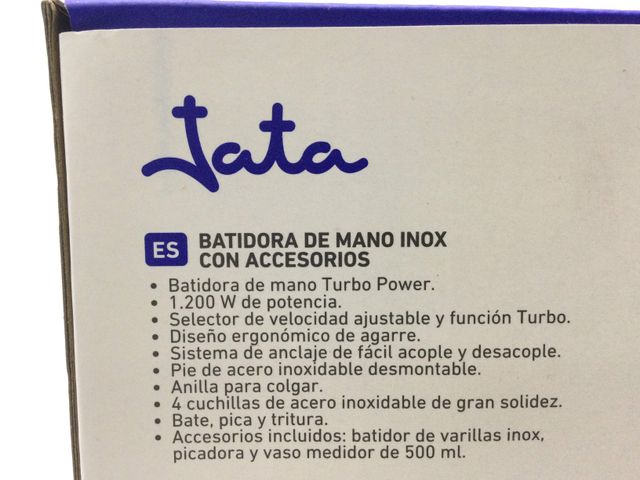 Jata
ES BATIDORA DE MANO INOX
CON ACCESORIOS
• Batidora de mano Turbo Power.
• 1.200 W de potencia.
• Selector de velocidad ajustable y función Turbo.
• Diseño ergonómico de agarre.
• Sistema de anclaje de fácil acople y desacople.
• Pie de acero inoxidable desmontable.
• Anilla para colgar.
• 4 cuchillas de acero inoxidable de gran solidez.
• Bate, pica y tritura.
• Accesorios incluidos: batidor de varillas inox,
picadora y vaso medidor de 500 ml.